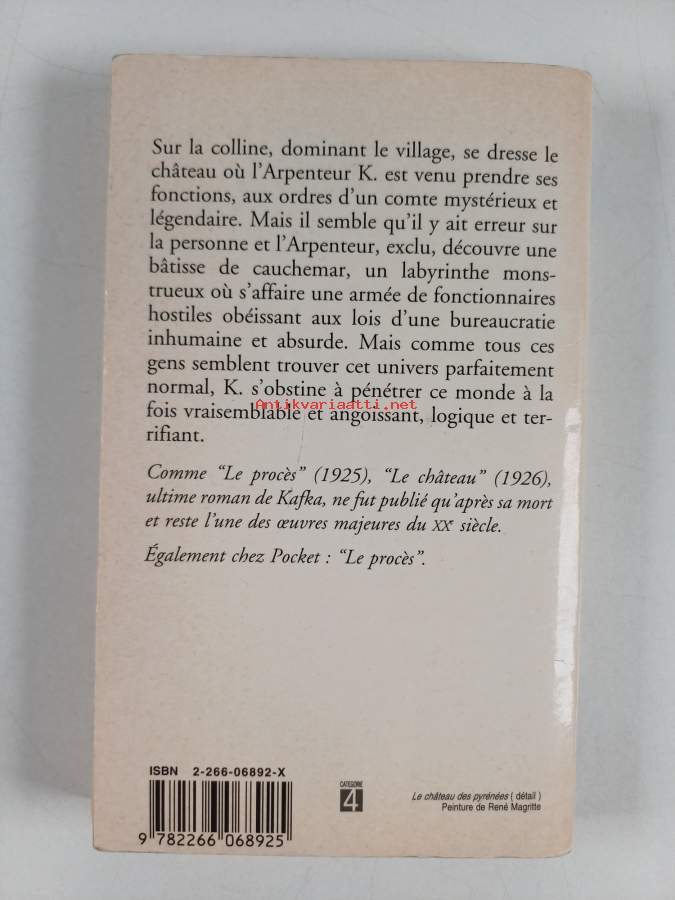 Sur la colline, dominant le village, se dresse le
château où l'Arpenteur K. est venu prendre ses
fonctions, aux ordres d'un comte mystérieux et
légendaire. Mais il semble qu'il y ait erreur sur
la personne et l'Arpenteur, exclu, découvre une
bâtisse de cauchemar, un labyrinthe mons-
trueux où s'affaire une armée de fonctionnaires
hostiles obéissant aux lois d'une bureaucratie
inhumaine et absurde. Mais comme tous ces
gens semblent trouver cet univers parfaitement
normal, K. s'obstine à pénétrer ce monde à la
Antikvariaatti.net
fois vraisemblable et angoissant, logique et ter-
rifiant.
Comme “Le procès” (1925), “Le château” (1926),
ultime roman de Kafka, ne fut publié qu'après sa mort
et reste l'une des œuvres majeures du XXe siècle.
Également chez Pocket : “Le procès”.
ISBN 2-266-06892-X
9 782266 068925
CATÉGORIE
4
Le château des pyrénées ( détail )
Peinture de René Magritte